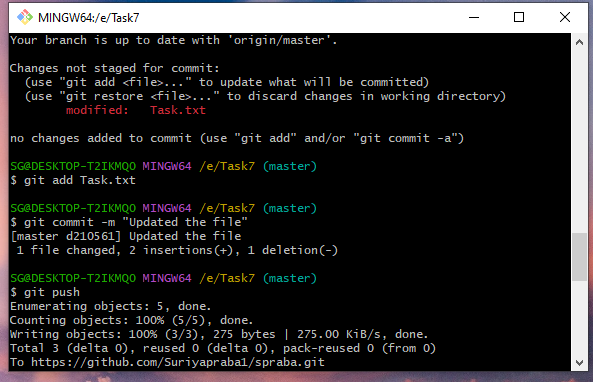 MINGW64:/e/Task7
Your branch is up to date with 'origin/master'.
Changes not staged for commit:
  (use "git add <file>..." to update what will be committed)
  (use "git restore <file>..." to discard changes in working directory)
        modified:   Task.txt
no changes added to commit (use "git add" and/or "git commit -a")
SG@DESKTOP-T2IKMQO MINGW64 /e/Task7 (master)
$ git add Task.txt
SG@DESKTOP-T2IKMQO MINGW64 /e/Task7 (master)
$ git commit -m "Updated the file"
[master d210561] Updated the file
 1 file changed, 2 insertions(+), 1 deletion(-)
SG@DESKTOP-T2IKMQO MINGW64 /e/Task7 (master)
$ git push
Enumerating objects: 5, done.
Counting objects: 100% (5/5), done.
Writing objects: 100% (3/3), 275 bytes | 275.00 KiB/s, done.
Total 3 (delta 0), reused 0 (delta 0), pack-reused 0 (from 0)
To https://github.com/Suriyapraba1/spraba.git